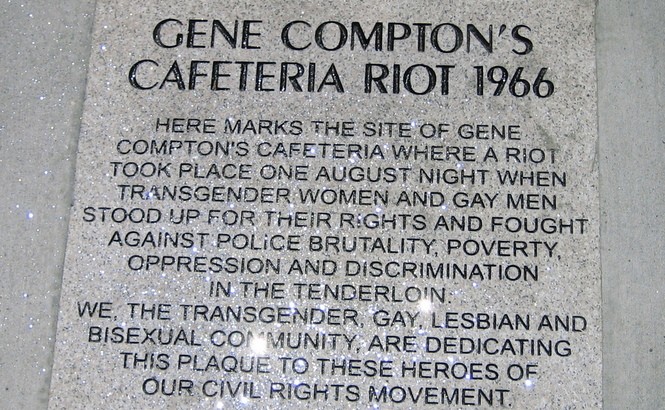 GENE COMPTON'S
CAFETERIA RIOT 1966
HERE MARKS THE SITE OF GENE
COMPTON'S CAFETERIA WHERE A RIOT
TOOK PLACE ONE AUGUST NIGHT WHEN
TRANSGENDER WOMEN AND GAY MEN
STOOD UP FOR THEIR RIGHTS AND FOUGHT
AGAINST POLICE BRUTALITY, POVERTY,
OPPRESSION AND DISCRIMINATION
IN THE TENDERLOIN.
WE, THE TRANSGENDER, GAY, LESBIAN AND
BISEXUAL COMMUNITY, ARE DEDICATING
THIS PLAQUE TO THESE HEROES OF
OUR CIVIL RIGHTS MOVEMENT.